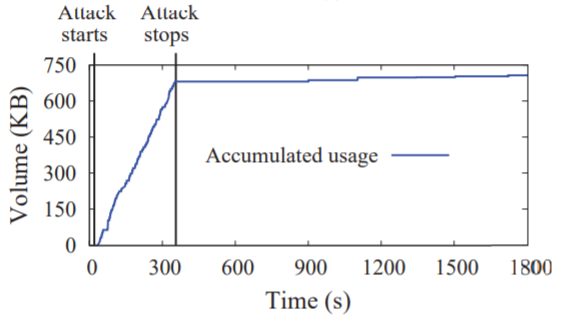 Attack Attack
starts stops
750
600
450
300
150
0
Volume (KB)
Accumulated usage
0 300 600 900 1200 1500 1800
Time (s)